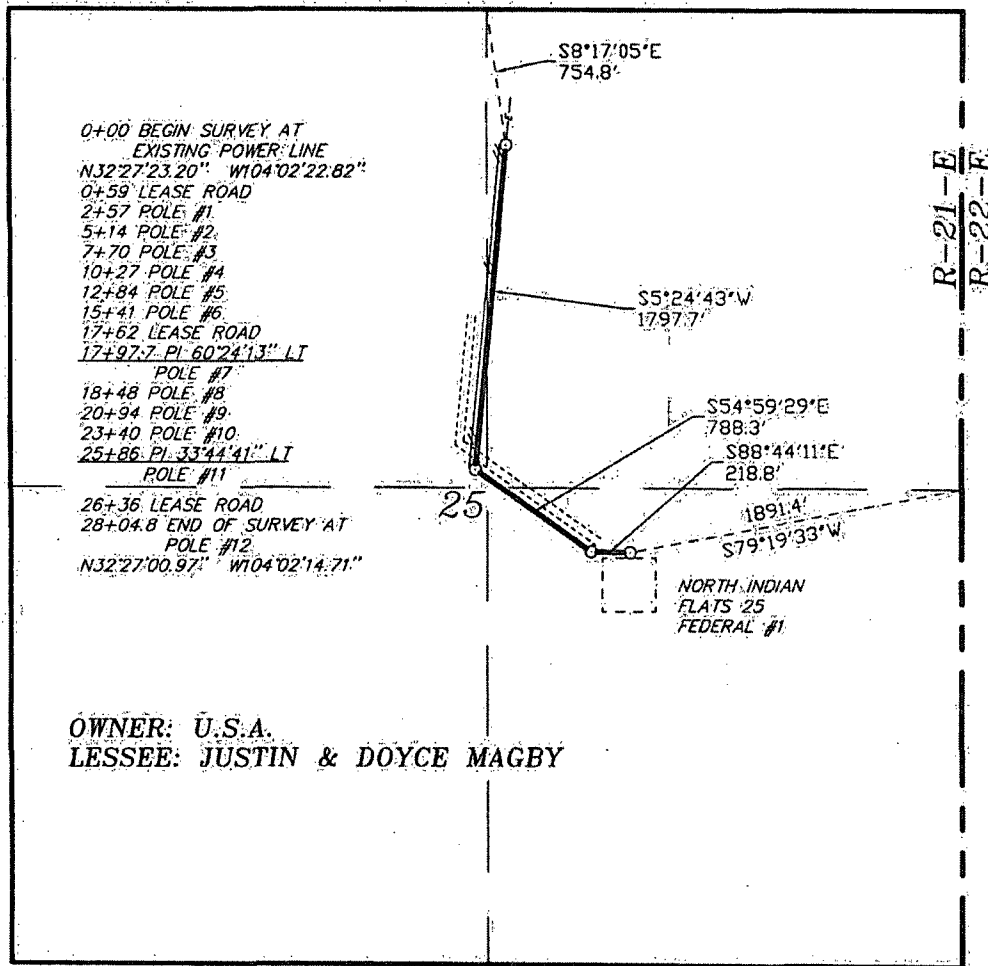 S8°17'05"E
754.8'
0+00 BEGIN SURVEY AT
EXISTING POWER LINE
N32°27'23.20" W104°02'22.82"
0+59 LEASE ROAD
2+57 POLE #1
5+14 POLE #2
7+70 POLE #3
10+27 POLE #4
12+84 POLE #5
15+41 POLE #6
17+62 LEASE ROAD
17+97.7 PI 60°24'13" LT
POLE #7
18+48 POLE #8
20+94 POLE #9
23+40 POLE #10
25+86 PI 33°44'41" LT
POLE #11
26+36 LEASE ROAD
28+04.8 END OF SURVEY AT
POLE #12
N32°27'00.97" W104°02'14.71"
R-21-E
R-22-E
S5°24'43"W
1797.7'
S54°59'29"E
788.3'
S88°44'11"E
218.8'
25
1891.4'
S79°19'33"W
NORTH INDIAN
FLATS 25
FEDERAL #1
OWNER: U.S.A.
LESSEE: JUSTIN & DOYCE MAGBY